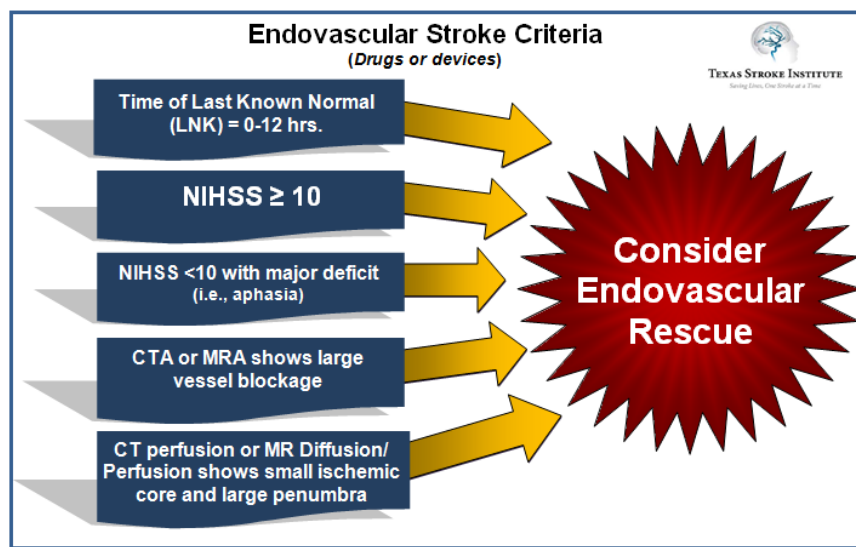 Endovascular Stroke Criteria
(Drugs or devices)
TEXAS STROKE INSTITUTE
Saving Lives, One Stroke at a Time
Time of Last Known Normal
(LNK) = 0-12 hrs.
NIHSS ≥ 10
NIHSS <10 with major deficit
(i.e., aphasia)
CTA or MRA shows large
vessel blockage
CT perfusion or MR Diffusion/
Perfusion shows small ischemic
core and large penumbra
Consider
Endovascular
Rescue